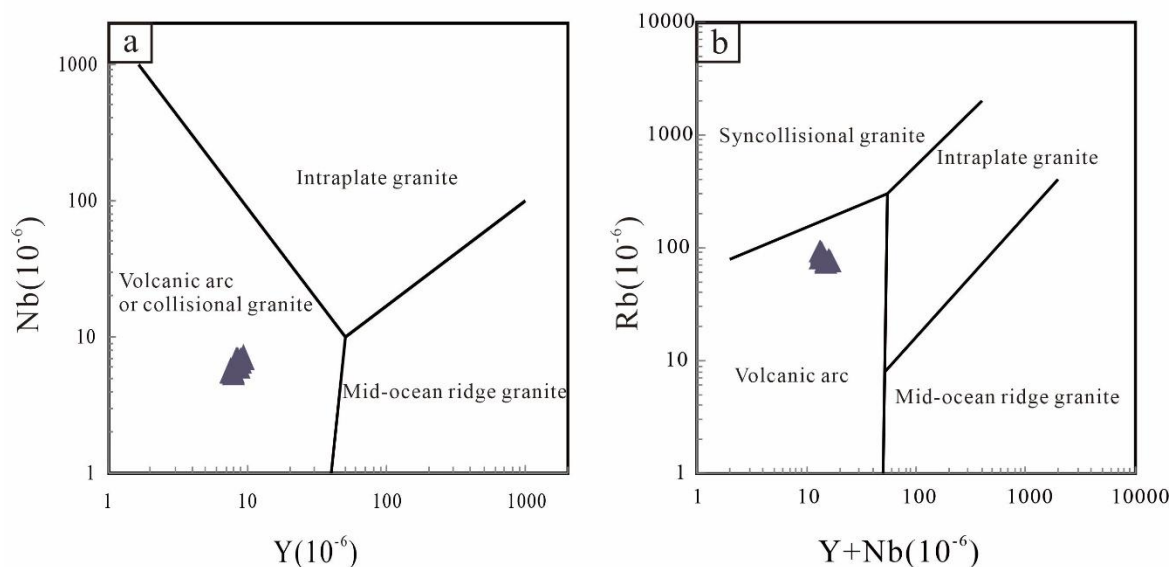 a
1000
100
10
1
Nb(10-6)
Intraplate granite
Volcanic arc
or collisional granite
Mid-ocean ridge granite
1
10
100
1000
Y(10-6)
b
10000
1000
100
10
1
Rb(10-6)
Syncollisional granite
Intraplate granite
Volcanic arc
Mid-ocean ridge granite
1
10
100
1000
10000
Y+Nb(10-6)